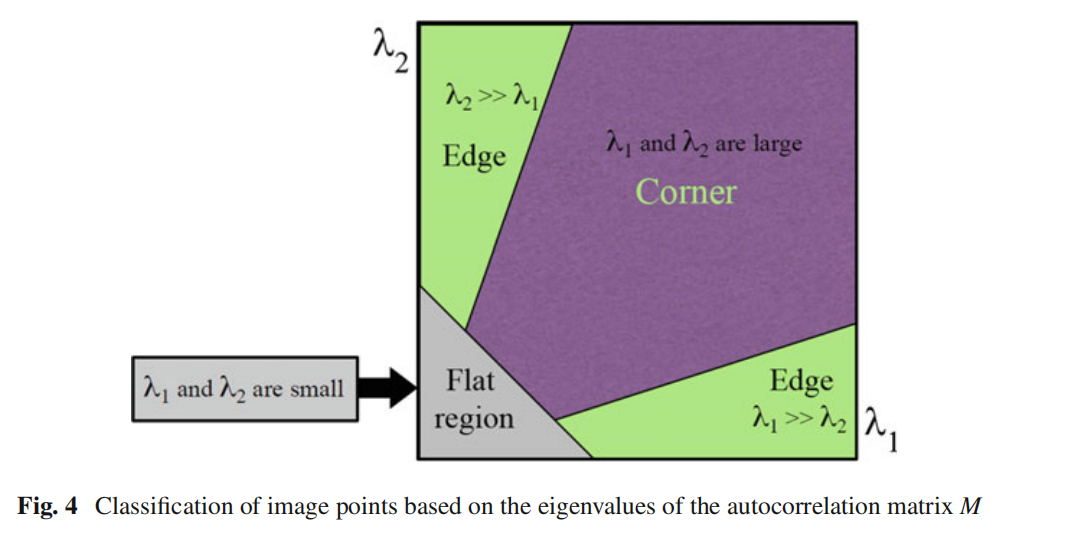 λ2
λ2 >> λ1
Edge
λ1 and λ2 are large
Corner
λ1 and λ2 are small
Flat
region
Edge
λ1 >> λ2
λ1
Fig. 4 Classification of image points based on the eigenvalues of the autocorrelation matrix M